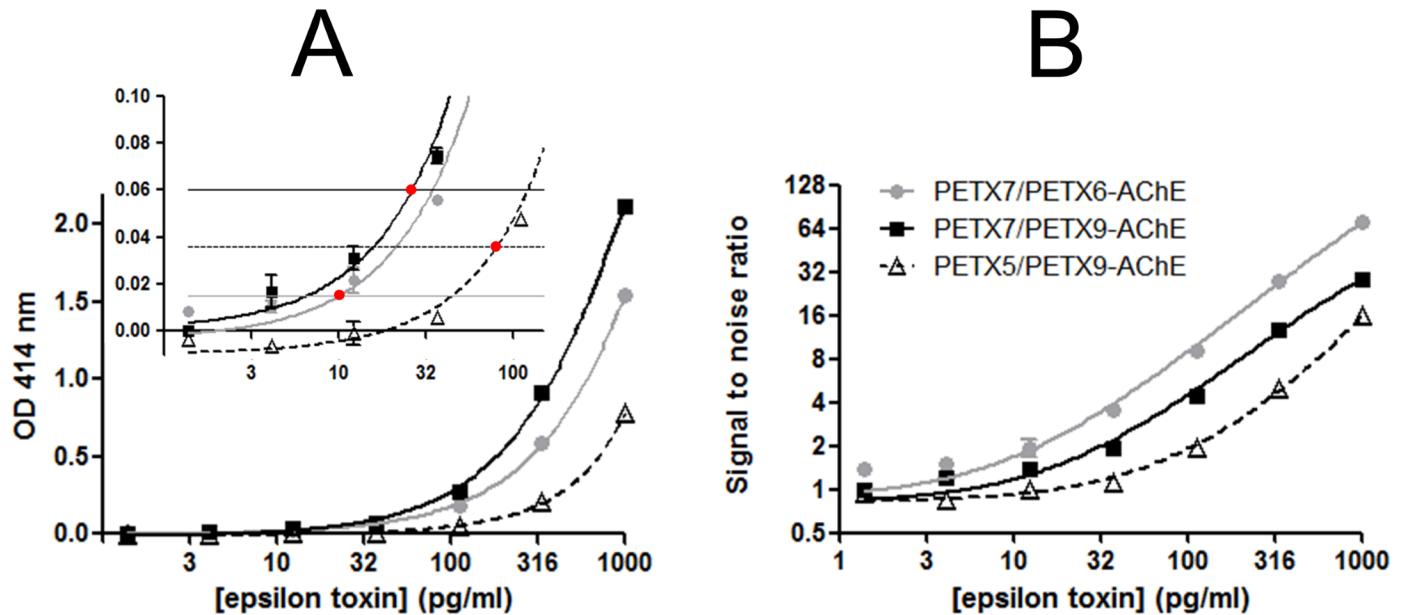 A
B
0.10
0.08
0.06
0.04
0.02
0.00
3 10 32 100
2.0
1.5
1.0
0.5
0.0
3 10 32 100 316 1000
OD 414 nm
[epsilon toxin] (pg/ml)
128
64
32
16
8
4
2
1
0.5
1 3 10 32 100 316 1000
Signal to noise ratio
[epsilon toxin] (pg/ml)
PETX7/PETX6-AChE
PETX7/PETX9-AChE
PETX5/PETX9-AChE